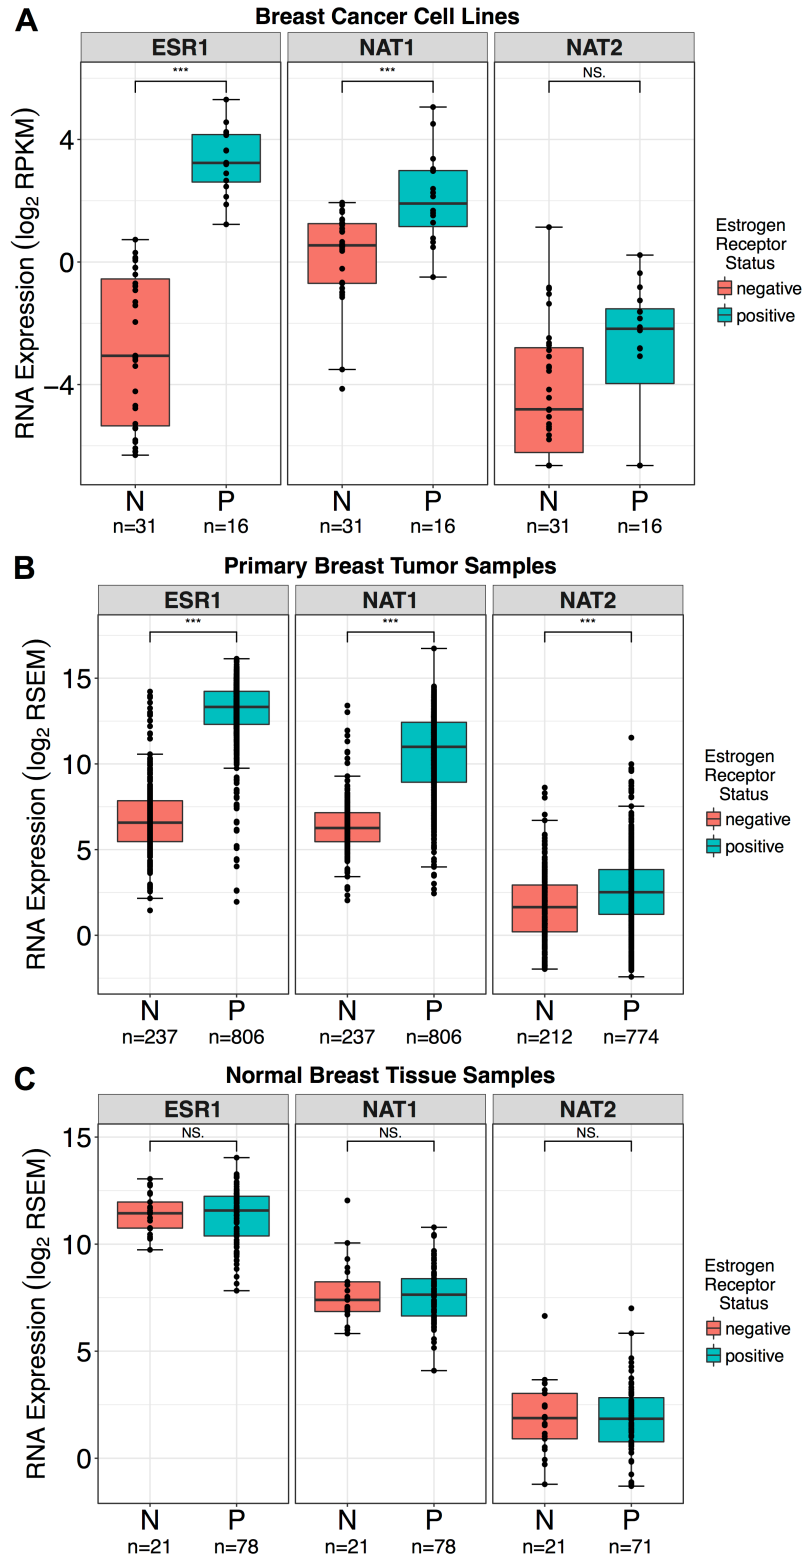 A
Breast Cancer Cell Lines
ESR1 NAT1 NAT2
*** *** NS.
RNA Expression (log2 RPKM)
4
0
−4
Estrogen
Receptor
Status
negative
positive
N P N P N P
n=31 n=16 n=31 n=16 n=31 n=16
B
Primary Breast Tumor Samples
ESR1 NAT1 NAT2
*** *** ***
RNA Expression (log2 RSEM)
15
10
5
0
Estrogen
Receptor
Status
negative
positive
N P N P N P
n=237 n=806 n=237 n=806 n=212 n=774
C
Normal Breast Tissue Samples
ESR1 NAT1 NAT2
NS. NS. NS.
RNA Expression (log2 RSEM)
15
10
5
0
Estrogen
Receptor
Status
negative
positive
N P N P N P
n=21 n=78 n=21 n=78 n=21 n=71